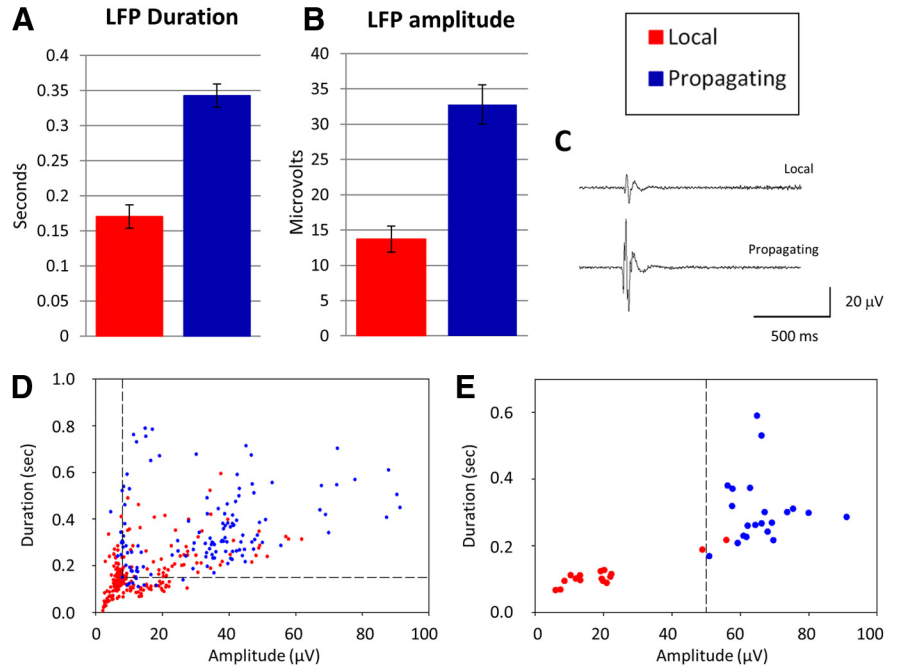 A
LFP Duration
Seconds
0.4
0.35
0.3
0.25
0.2
0.15
0.1
0.05
0
B
LFP amplitude
Microvolts
40
35
30
25
20
15
10
5
0
Local
Propagating
C
Local
Propagating
20 µV
500 ms
D
Duration (sec)
1.0
0.8
0.6
0.4
0.2
0.0
0 20 40 60 80 100
Amplitude (µV)
E
Duration (sec)
0.6
0.4
0.2
0.0
0 20 40 60 80 100
Amplitude (µV)